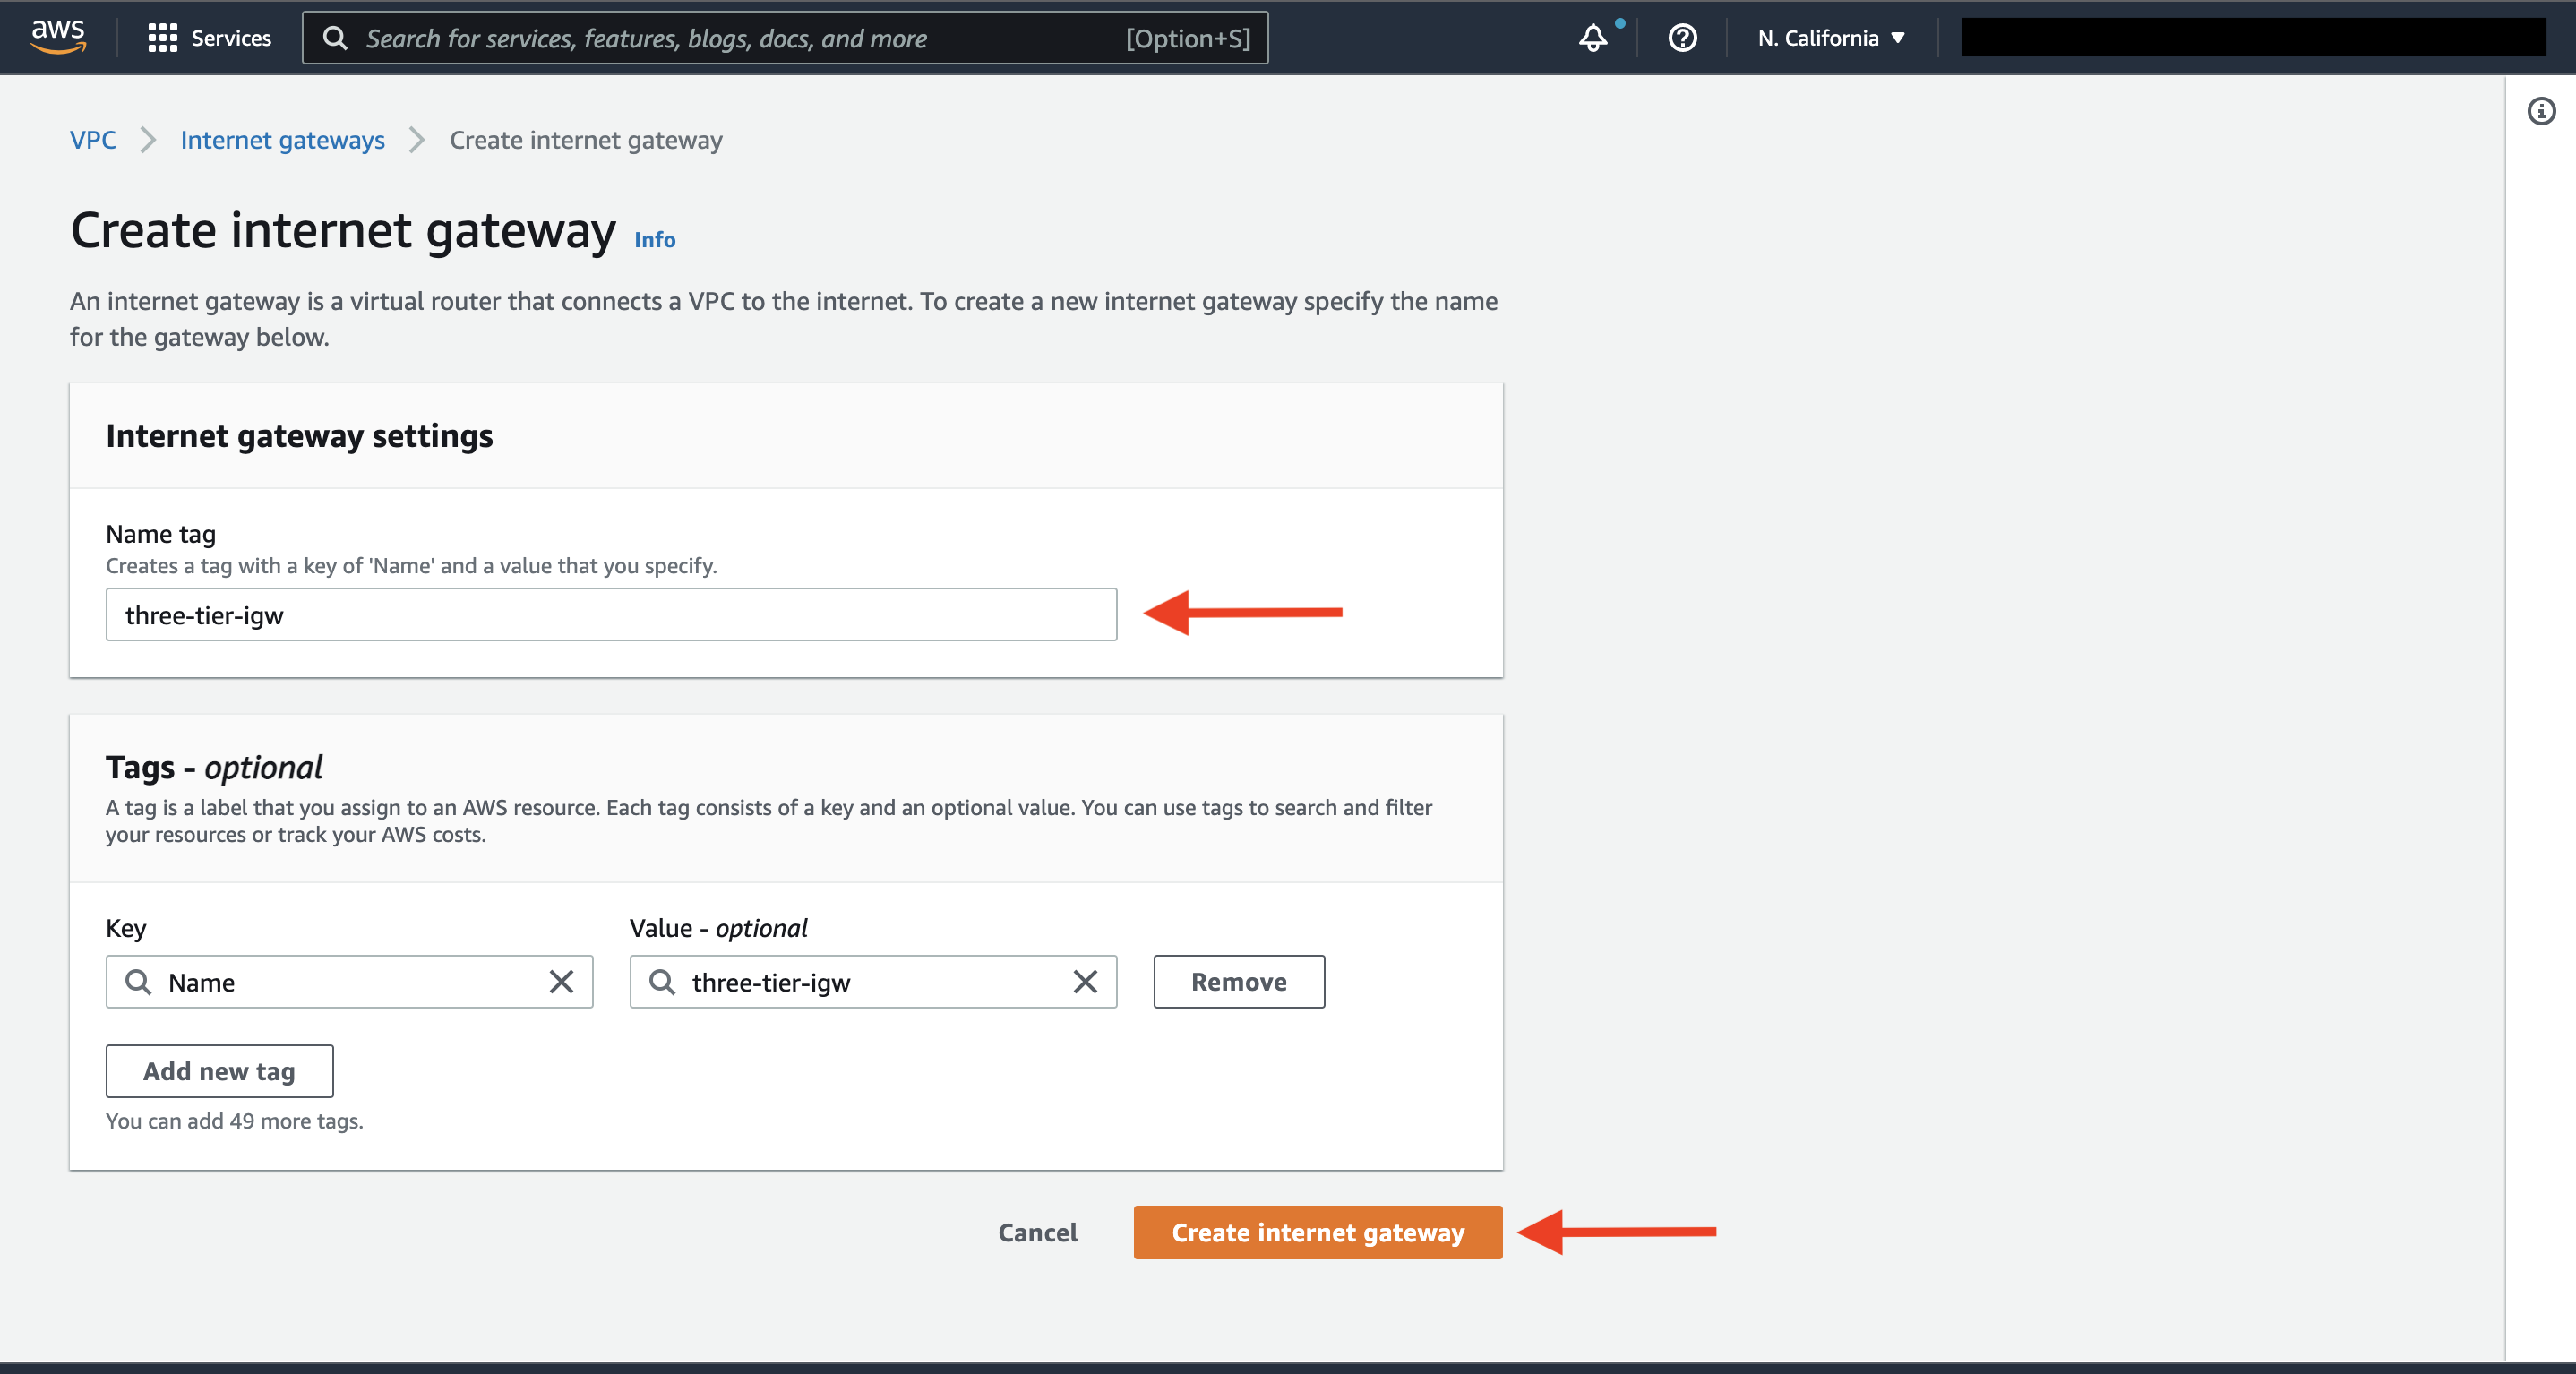 aws
Services
Search for services, features, blogs, docs, and more
[Option+S]
N. California
VPC
Internet gateways
Create internet gateway
Create internet gateway
Info
An internet gateway is a virtual router that connects a VPC to the internet. To create a new internet gateway specify the name
for the gateway below.
Internet gateway settings
Name tag
Creates a tag with a key of 'Name' and a value that you specify.
three-tier-igw
Tags - optional
A tag is a label that you assign to an AWS resource. Each tag consists of a key and an optional value. You can use tags to search and filter
your resources or track your AWS costs.
Key
Value - optional
Name
three-tier-igw
Remove
Add new tag
You can add 49 more tags.
Cancel
Create internet gateway